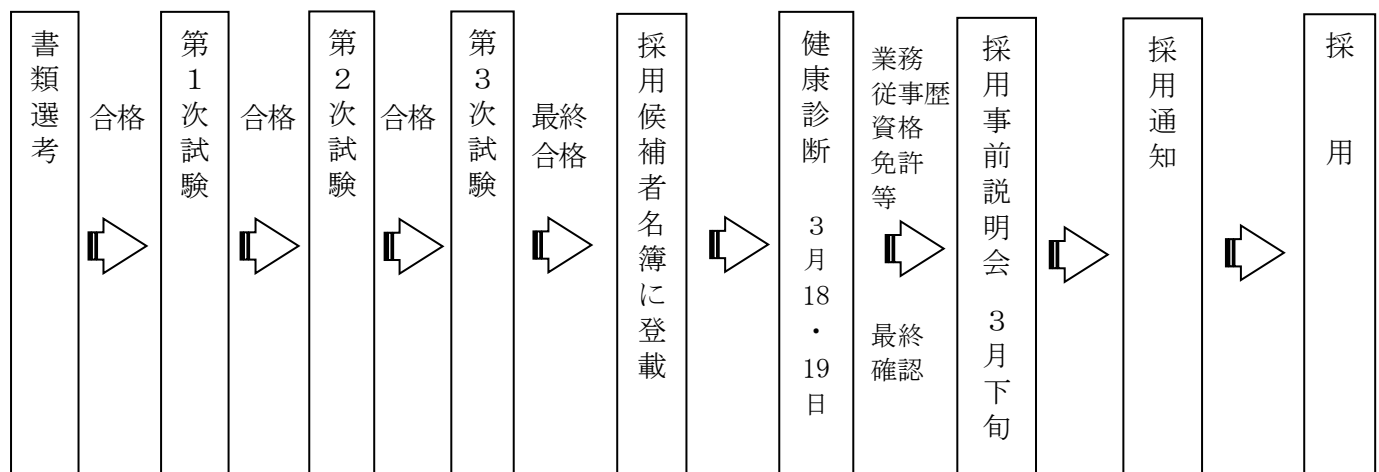 書類選考
合格
第１次試験
合格
第２次試験
合格
第３次試験
最終
合格
採用候補者名簿に登載
健康診断　３月18・19日
業務
従事歴
資格
免許
等
最終
確認
採用事前説明会　３月下旬
採用通知
採　用